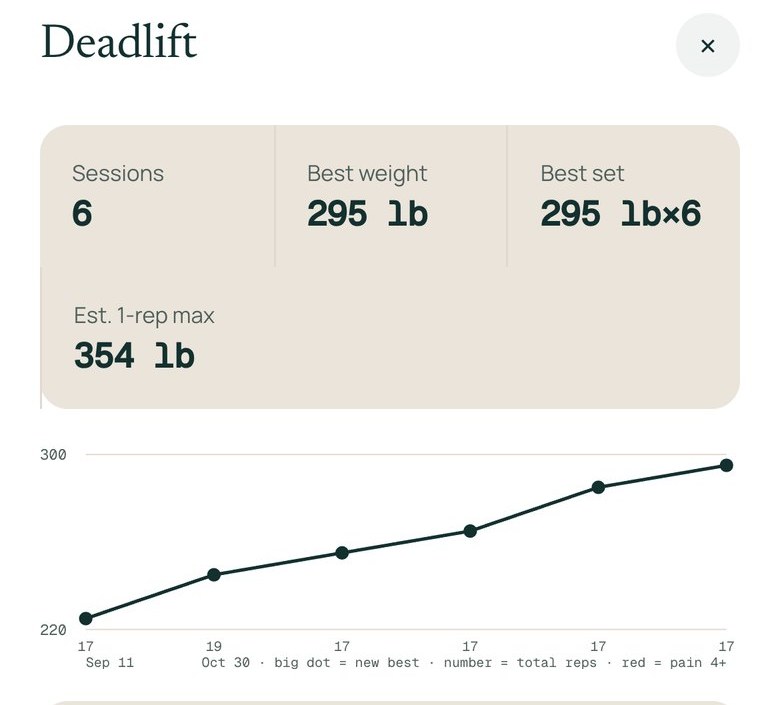 Deadlift
×
Sessions
6
Best weight
295 lb
Best set
295 lb×6
Est. 1-rep max
354 lb
300
220
17 19 17 17 17 17
Sep 11 Oct 30 · big dot = new best · number = total reps · red = pain 4+